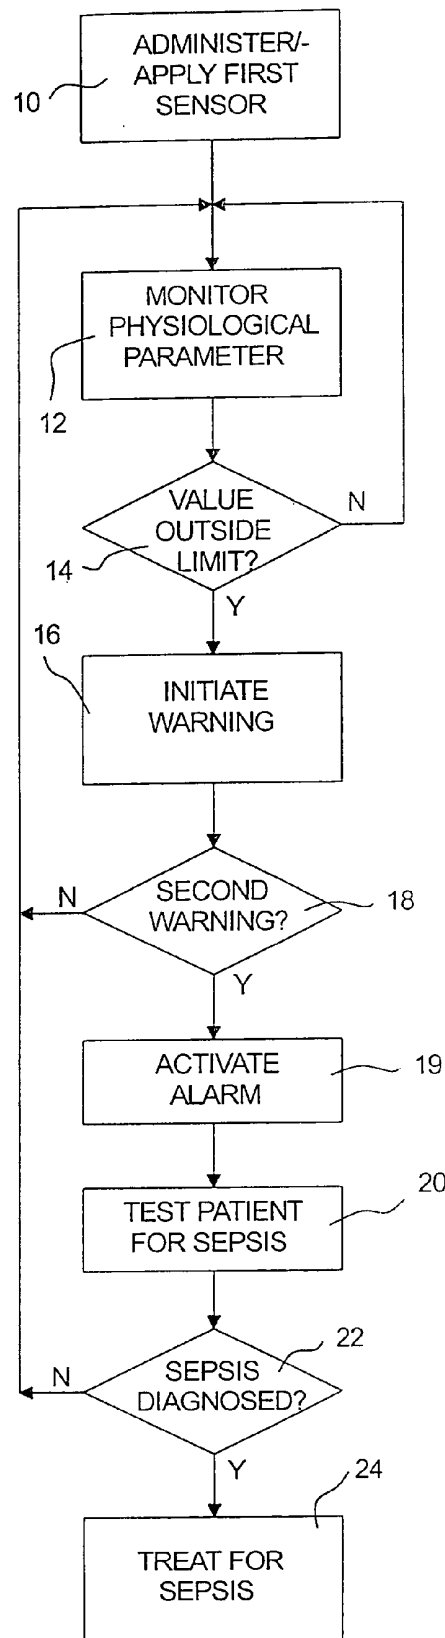 ADMINISTER/-
APPLY FIRST
SENSOR
10
MONITOR
PHYSIOLOGICAL
PARAMETER
12
VALUE
OUTSIDE
LIMIT?
N
14
Y
16
INITIATE
WARNING
SECOND
WARNING?
N
18
Y
ACTIVATE
ALARM
19
TEST PATIENT
FOR SEPSIS
20
SEPSIS
DIAGNOSED?
22
N
Y
24
TREAT FOR
SEPSIS